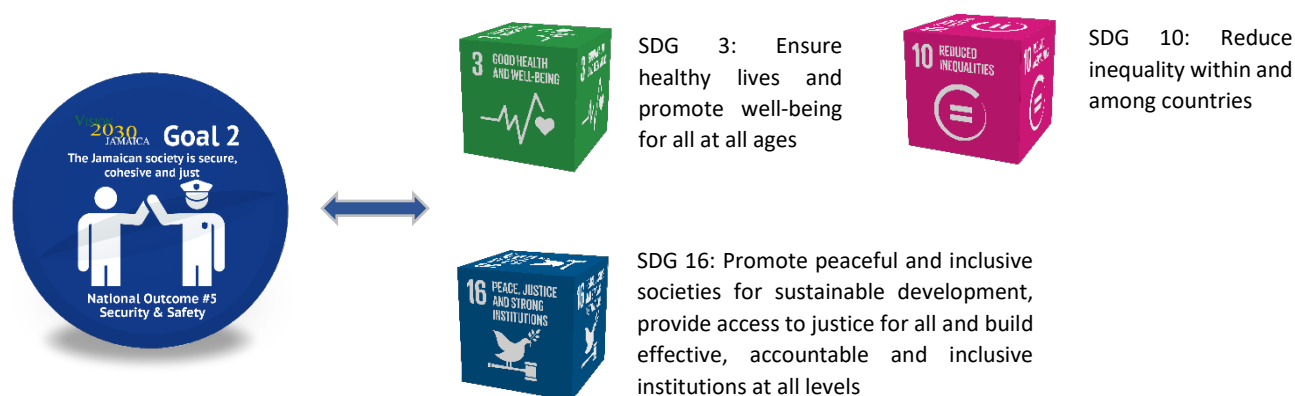 VISION
2030
JAMAICA
Goal 2
The Jamaican society is secure,
cohesive and just
National Outcome #5
Security & Safety
3 GOOD HEALTH
AND WELL-BEING
SDG 3: Ensure
healthy lives and
promote well-being
for all at all ages
10 REDUCED
INEQUALITIES
SDG 10: Reduce
inequality within and
among countries
16 PEACE, JUSTICE
AND STRONG
INSTITUTIONS
SDG 16: Promote peaceful and inclusive
societies for sustainable development,
provide access to justice for all and build
effective, accountable and inclusive
institutions at all levels